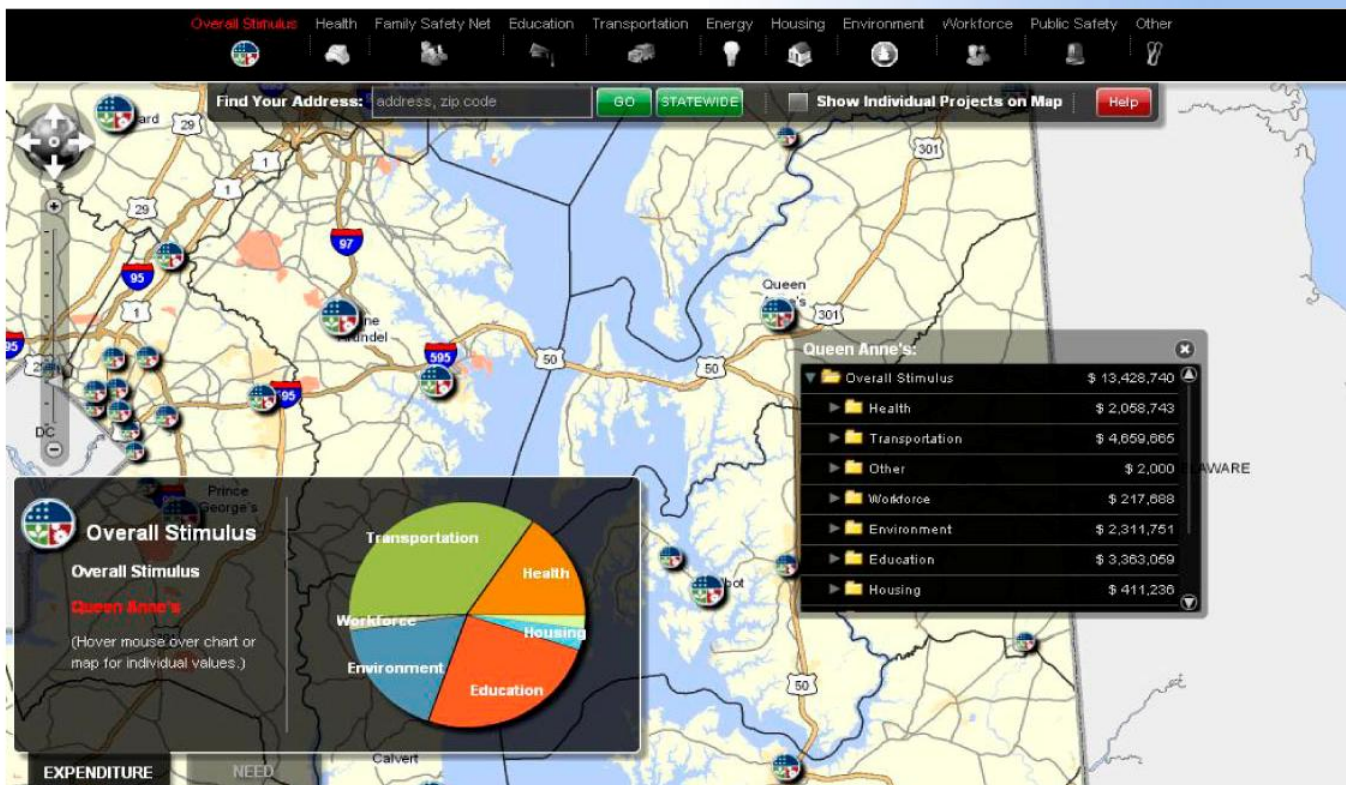 Overall Stimulus Health Family Safety Net Education Transportation Energy Housing Environment Workforce Public Safety Other
Find Your Address: address, zip code GO STATEWIDE Show Individual Projects on Map Help
29
1
301
1
29
97
95
1
Queen
Anne's
301
Arundel
595
50
50
95
95
Queen Anne's:
Overall Stimulus $ 13,428,740
Health $ 2,058,743
Transportation $ 4,659,665
Other $ 2,000
Workforce $ 217,688
Environment $ 2,311,751
Education $ 3,363,059
Housing $ 411,236
DC
Prince
George's
Overall Stimulus
Overall Stimulus
Queen Anne's
(Hover mouse over chart or
map for individual values.)
Transportation
Health
Workforce
Housing
Environment
Education
50
Calvert
EXPENDITURE NEED